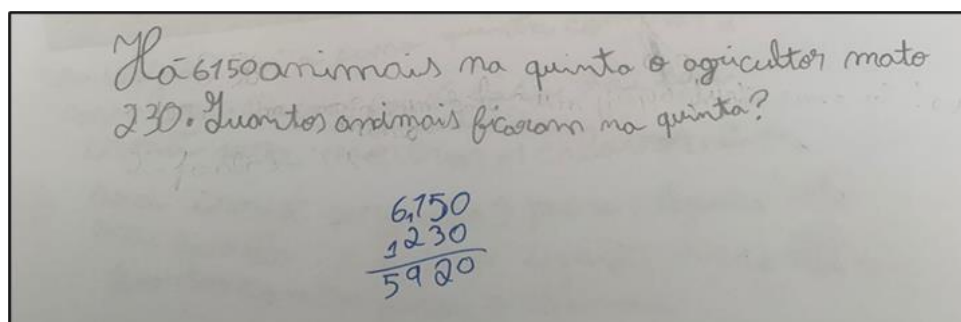 Há 6150 animais na quinta o agricultor mato
230. Quantos animais ficaram na quinta?
6,150
1230
5920